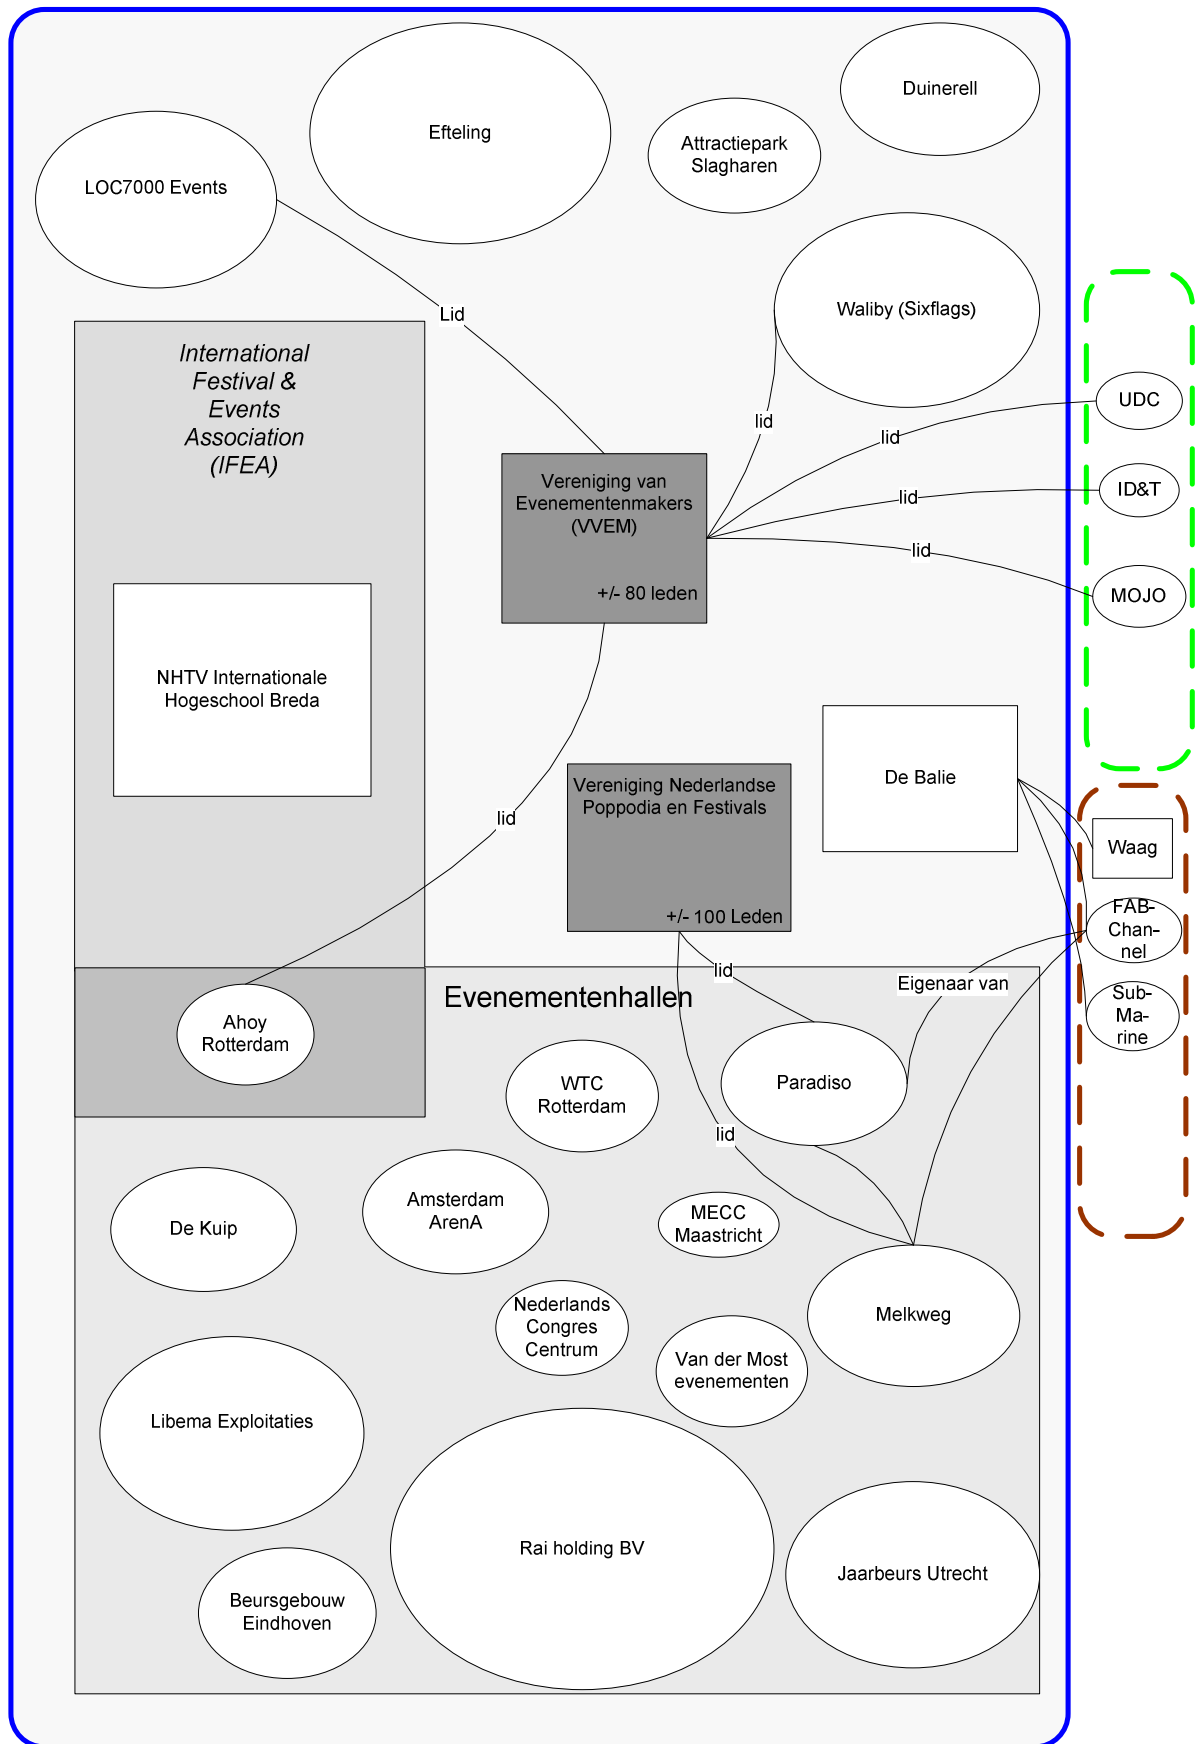 Duinerell
Efteling
Attractiepark
Slagharen
LOC7000 Events
Lid
Waliby (Sixflags)
International
Festival &
Events
Association
(IFEA)
lid
UDC
lid
Vereniging van
Evenementenmakers
(VVEM)
+/- 80 leden
lid
ID&T
lid
MOJO
NHTV Internationale
Hogeschool Breda
lid
Vereniging Nederlandse
Poppodia en Festivals
+/- 100 Leden
De Balie
Waag
FAB-
Chan-
nel
Sub-
Ma-
rine
lid
Eigenaar van
Evenementenhallen
Ahoy
Rotterdam
WTC
Rotterdam
Paradiso
lid
De Kuip
Amsterdam
ArenA
MECC
Maastricht
Nederlands
Congres
Centrum
Melkweg
Van der Most
evenementen
Libema Exploitaties
Rai holding BV
Jaarbeurs Utrecht
Beursgebouw
Eindhoven